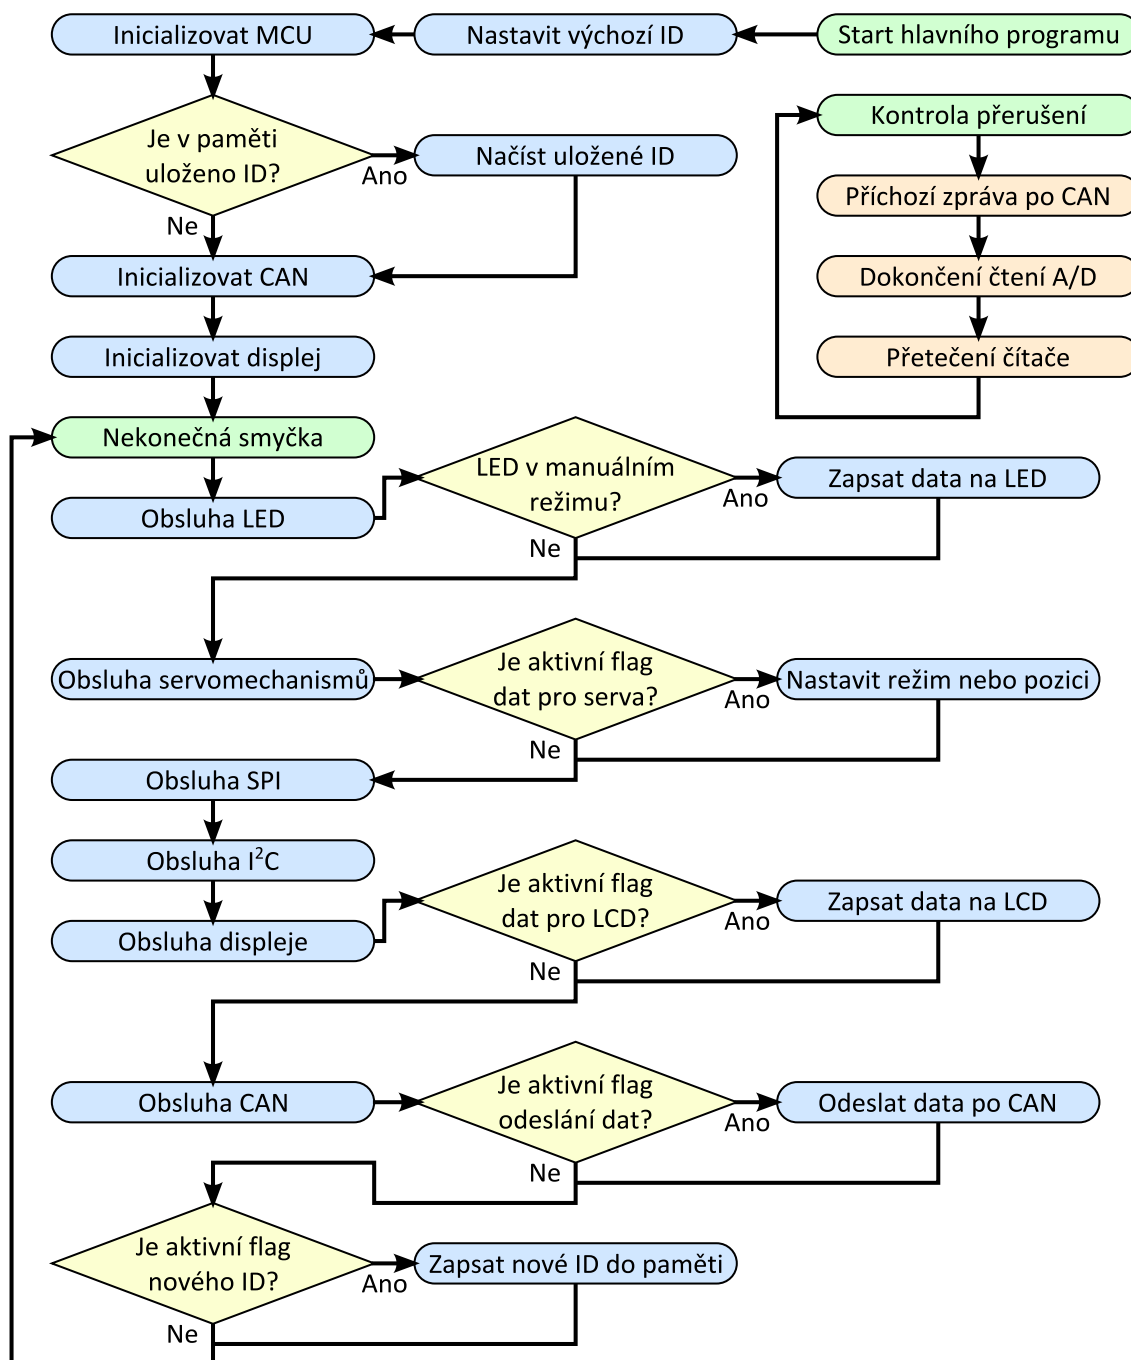 Inicializovat MCU
Nastavit výchozí ID
Start hlavního programu
Kontrola přerušení
Je v paměti
uloženo ID?
Ano
Načíst uložené ID
Příchozí zpráva po CAN
Ne
Inicializovat CAN
Dokončení čtení A/D
Inicializovat displej
Přetečení čítače
Nekonečná smyčka
LED v manuálním
režimu?
Ano
Zapsat data na LED
Obsluha LED
Ne
Obsluha servomechanismů
Je aktivní flag
dat pro serva?
Ano
Nastavit režim nebo pozici
Ne
Obsluha SPI
Obsluha I²C
Je aktivní flag
dat pro LCD?
Ano
Zapsat data na LCD
Obsluha displeje
Ne
Obsluha CAN
Je aktivní flag
odeslání dat?
Ano
Odeslat data po CAN
Ne
Je aktivní flag
nového ID?
Ano
Zapsat nové ID do paměti
Ne